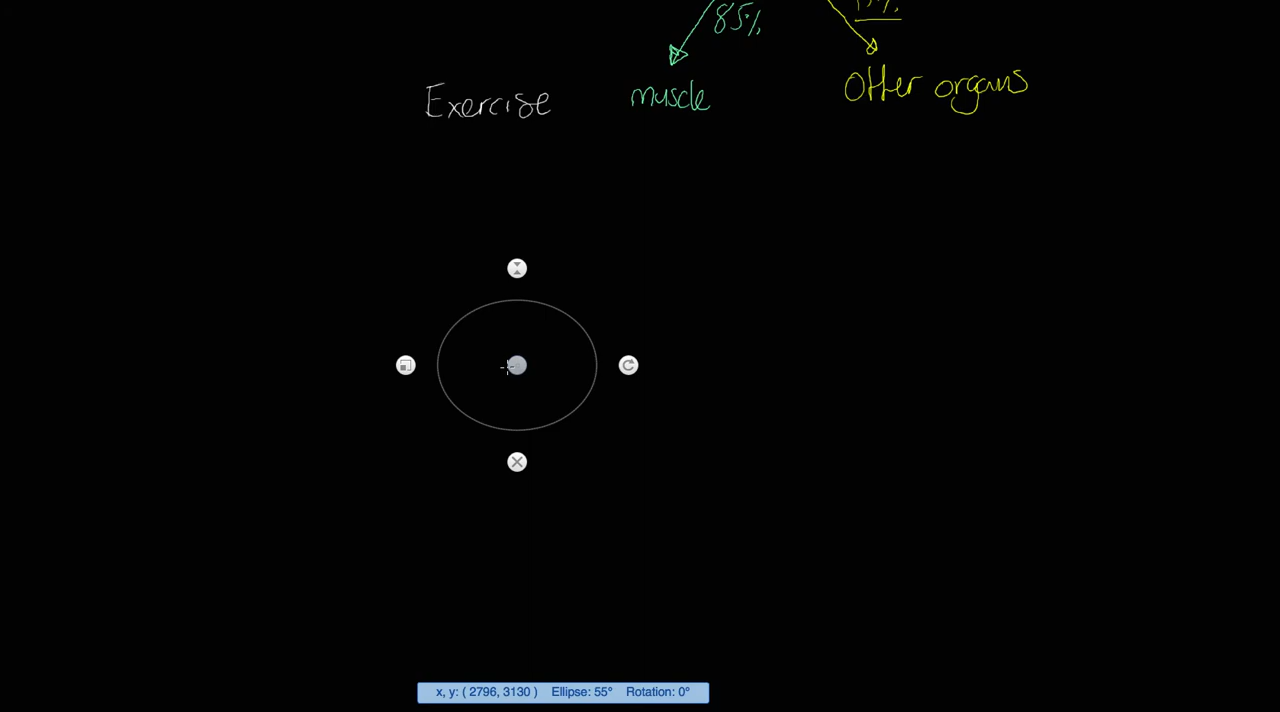 85%
Exercise
muscle
Other organs
x, y: ( 2796, 3130 ) Ellipse: 55° Rotation: 0°